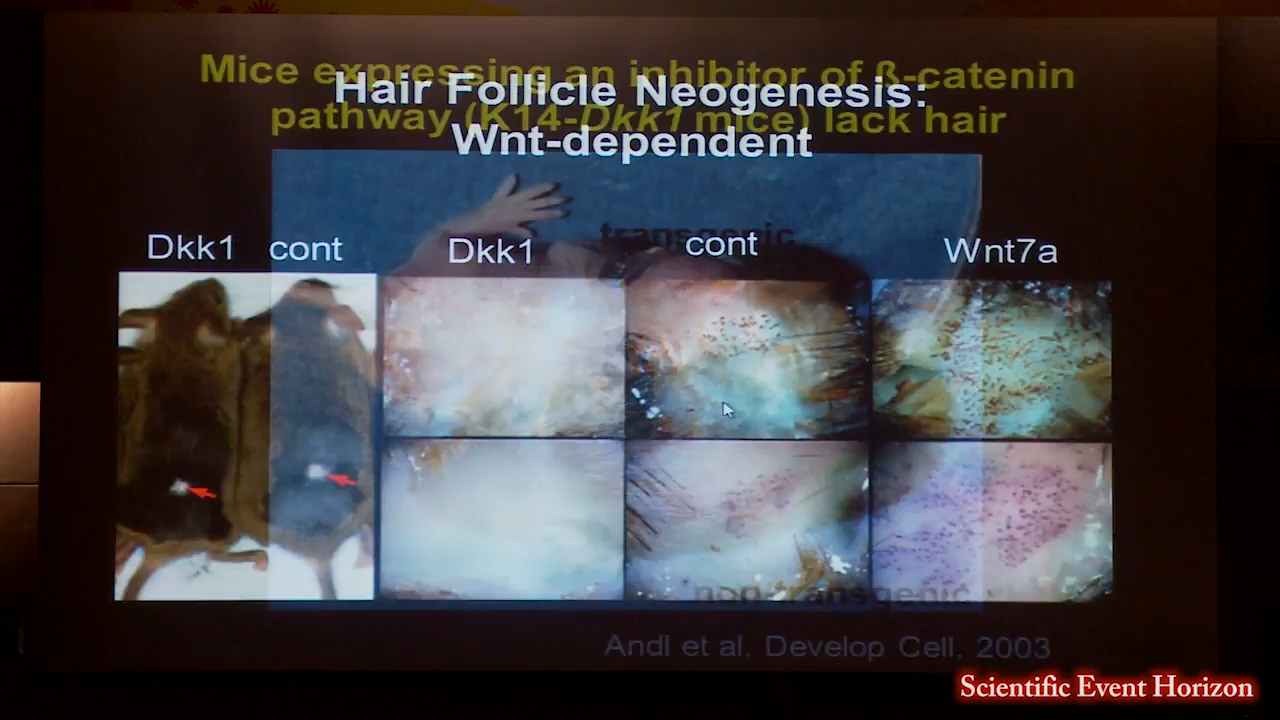 Mice expressing an inhibitor of ß-catenin
pathway (K14-Dkk1 mice) lack hair
Hair Follicle Neogenesis:
Wnt-dependent
transgenic
Dkk1
cont
Dkk1
cont
Wnt7a
non-transgenic
Andl et al. Develop Cell, 2003
Scientific Event Horizon